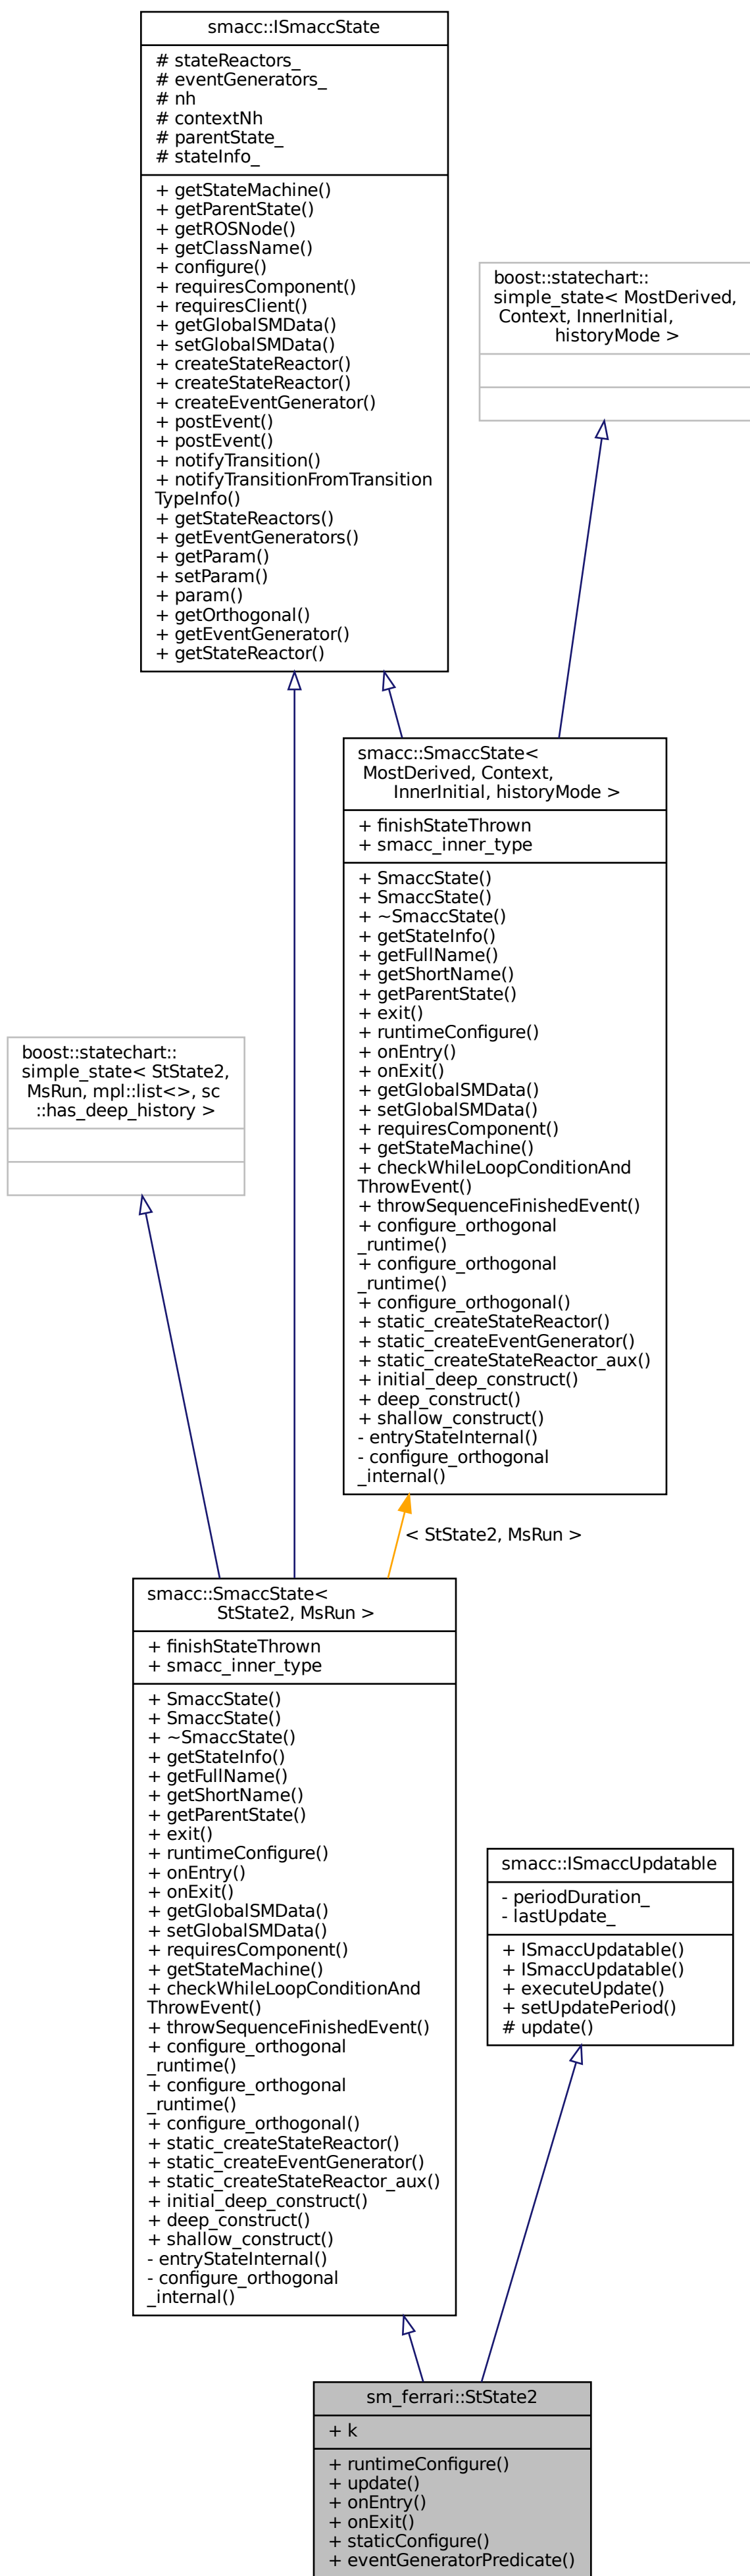 smacc::ISmaccState
# stateReactors_
# eventGenerators_
# nh
# contextNh
# parentState_
# stateInfo_
+ getStateMachine()
+ getParentState()
+ getROSNode()
+ getClassName()
+ configure()
+ requiresComponent()
+ requiresClient()
+ getGlobalSMData()
+ setGlobalSMData()
+ createStateReactor()
+ createStateReactor()
+ createEventGenerator()
+ postEvent()
+ postEvent()
+ notifyTransition()
+ notifyTransitionFromTransition
TypeInfo()
+ getStateReactors()
+ getEventGenerators()
+ getParam()
+ setParam()
+ param()
+ getOrthogonal()
+ getEventGenerator()
+ getStateReactor()
boost::statechart::
simple_state< MostDerived,
Context, InnerInitial,
historyMode >
smacc::SmaccState<
MostDerived, Context,
InnerInitial, historyMode >
+ finishStateThrown
+ smacc_inner_type
+ SmaccState()
+ SmaccState()
+ ~SmaccState()
+ getStateInfo()
+ getFullName()
+ getShortName()
+ getParentState()
+ exit()
+ runtimeConfigure()
+ onEntry()
+ onExit()
+ getGlobalSMData()
+ setGlobalSMData()
+ requiresComponent()
+ getStateMachine()
+ checkWhileLoopConditionAnd
ThrowEvent()
+ throwSequenceFinishedEvent()
+ configure_orthogonal
_runtime()
+ configure_orthogonal
_runtime()
+ configure_orthogonal()
+ static_createStateReactor()
+ static_createEventGenerator()
+ static_createStateReactor_aux()
+ initial_deep_construct()
+ deep_construct()
+ shallow_construct()
- entryStateInternal()
- configure_orthogonal
_internal()
boost::statechart::
simple_state< StState2,
MsRun, mpl::list<>, sc
::has_deep_history >
< StState2, MsRun >
smacc::SmaccState<
StState2, MsRun >
+ finishStateThrown
+ smacc_inner_type
+ SmaccState()
+ SmaccState()
+ ~SmaccState()
+ getStateInfo()
+ getFullName()
+ getShortName()
+ getParentState()
+ exit()
+ runtimeConfigure()
+ onEntry()
+ onExit()
+ getGlobalSMData()
+ setGlobalSMData()
+ requiresComponent()
+ getStateMachine()
+ checkWhileLoopConditionAnd
ThrowEvent()
+ throwSequenceFinishedEvent()
+ configure_orthogonal
_runtime()
+ configure_orthogonal
_runtime()
+ configure_orthogonal()
+ static_createStateReactor()
+ static_createEventGenerator()
+ static_createStateReactor_aux()
+ initial_deep_construct()
+ deep_construct()
+ shallow_construct()
- entryStateInternal()
- configure_orthogonal
_internal()
smacc::ISmaccUpdatable
- periodDuration_
- lastUpdate_
+ ISmaccUpdatable()
+ ISmaccUpdatable()
+ executeUpdate()
+ setUpdatePeriod()
# update()
sm_ferrari::StState2
+ k
+ runtimeConfigure()
+ update()
+ onEntry()
+ onExit()
+ staticConfigure()
+ eventGeneratorPredicate()